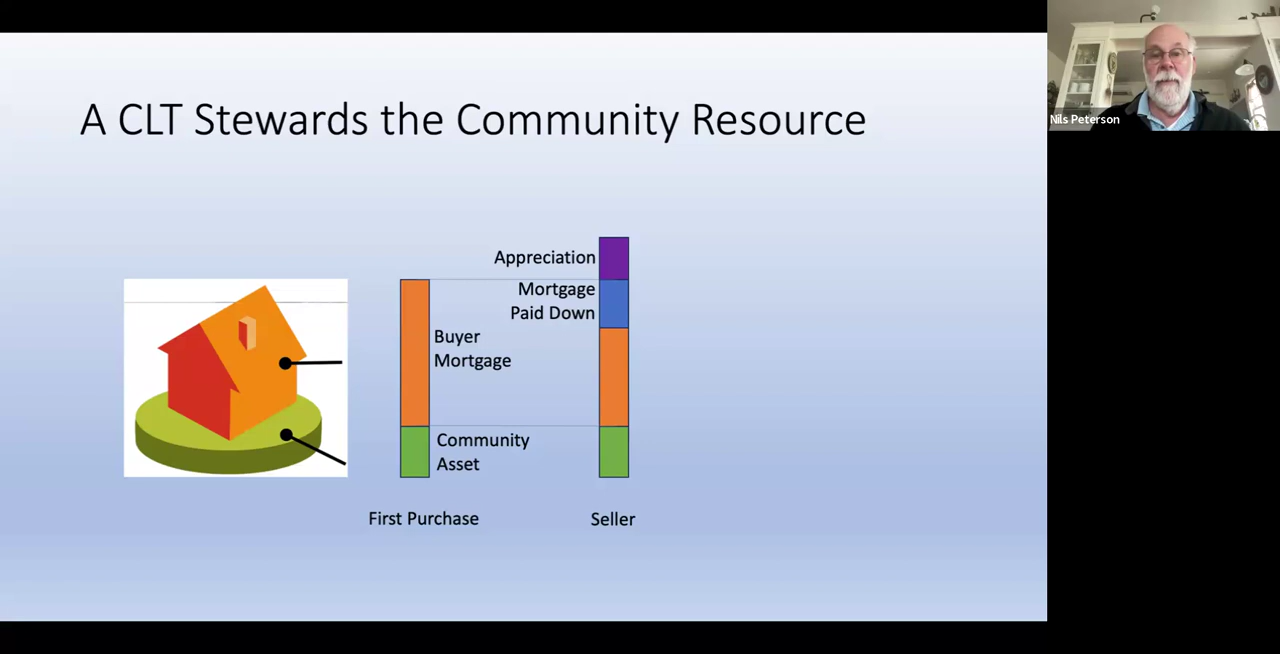 A CLT Stewards the Community Resource
Nils Peterson
Appreciation
Mortgage
Paid Down
Buyer
Mortgage
Community
Asset
First Purchase
Seller